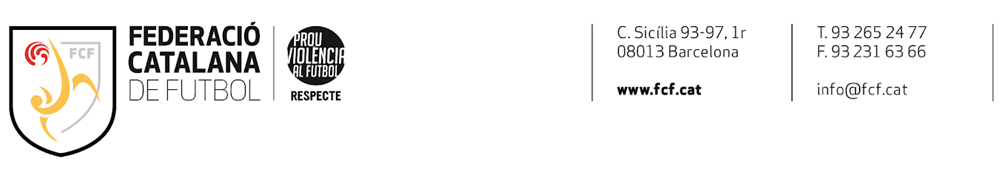 FCF
FEDERACIÓ
CATALANA
DE FUTBOL
PROU
VIOLÈNCIA
AL FUTBOL
RESPECTE
C. Sicília 93-97, 1r
08013 Barcelona
www.fcf.cat
T. 93 265 24 77
F. 93 231 63 66
info@fcf.cat